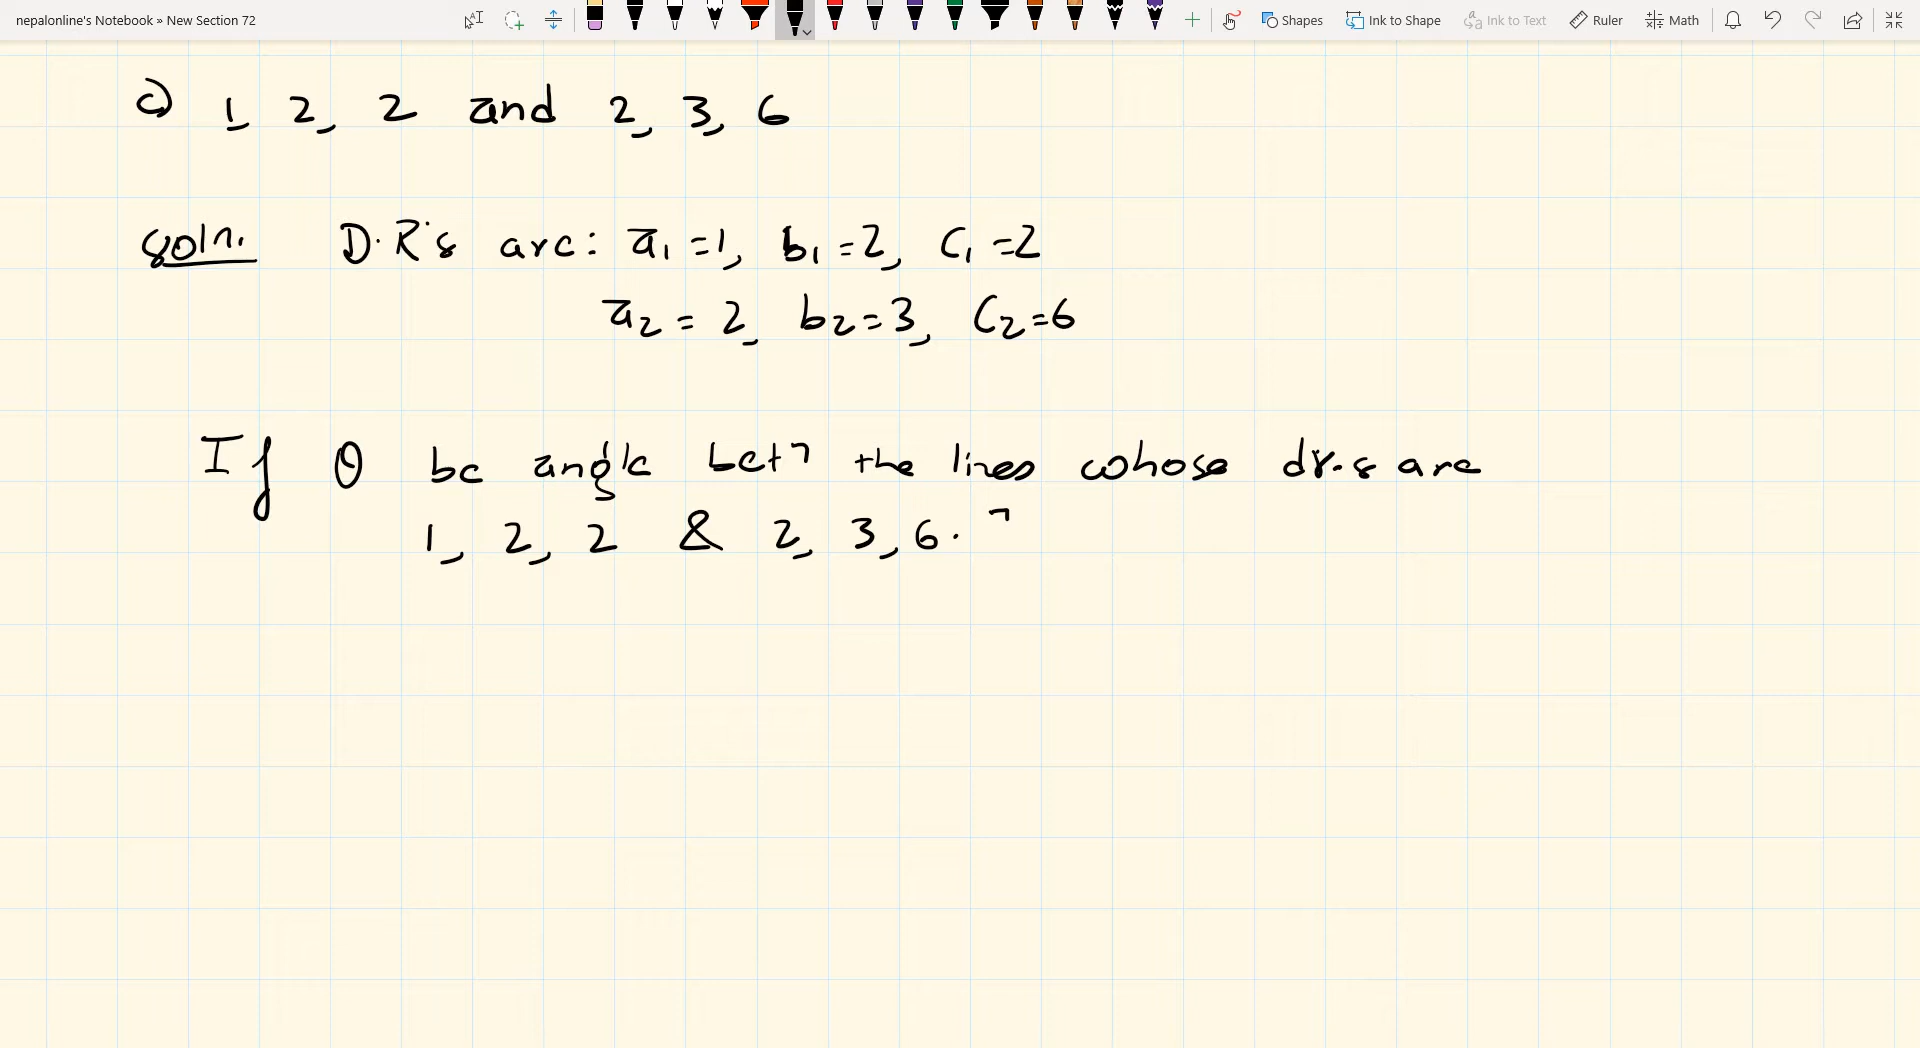 nepalonline's Notebook » New Section 72
Shapes Ink to Shape Ink to Text Ruler Math
c) 1, 2, 2 and 2, 3, 6
soln. D.R's are: a1 = 1, b1 = 2, c1 = 2
a2 = 2, b2 = 3, c2 = 6
If θ be angle betn the lines whose dr.s are
1, 2, 2 & 2, 3, 6.